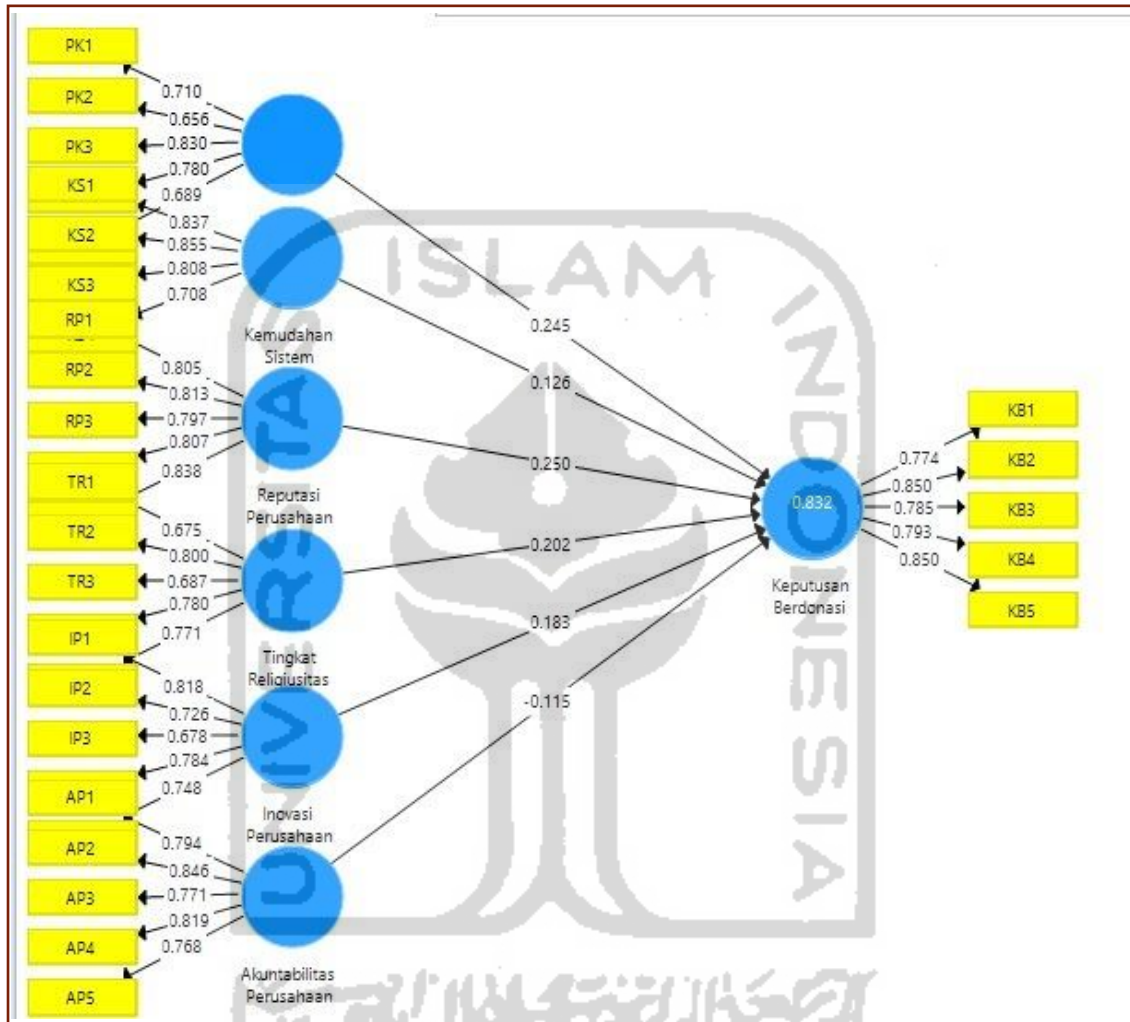 PK1
PK2
PK3
KS1
KS2
KS3
RP1
RP2
RP3
TR1
TR2
TR3
IP1
IP2
IP3
AP1
AP2
AP3
AP4
AP5
0.710
0.656
0.830
0.780
0.689
0.837
0.855
0.808
0.708
0.805
0.813
0.797
0.807
0.838
0.675
0.800
0.687
0.780
0.771
0.818
0.726
0.678
0.784
0.748
0.794
0.846
0.771
0.819
0.768
Kemudahan
Sistem
Reputasi
Perusahaan
Tingkat
Religiusitas
Inovasi
Perusahaan
Akuntabilitas
Perusahaan
0.245
0.126
0.250
0.202
0.183
-0.115
0.832
Keputusan
Berdonasi
0.774
0.850
0.785
0.793
0.850
KB1
KB2
KB3
KB4
KB5
UNIVERSITAS
ISLAM
INDONESIA